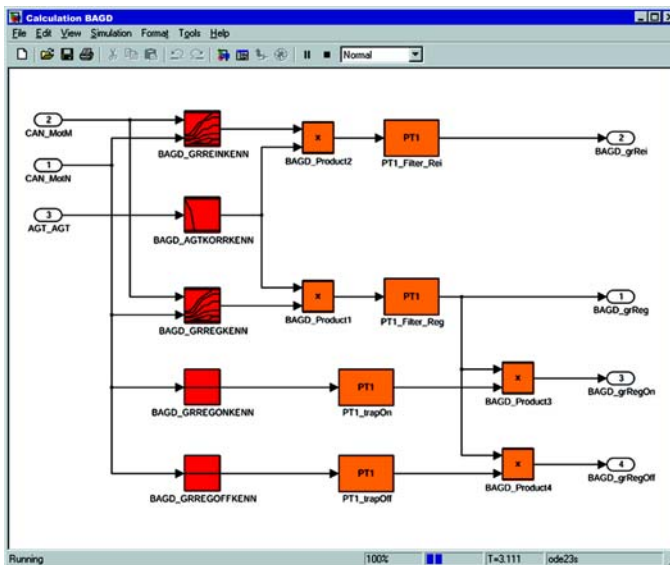 Calculation BAGD
File Edit View Simulation Format Tools Help
Normal
2
CAN_MotM
1
CAN_MotN
3
AGT_AGT
BAGD_GRREINKENN
x
BAGD_Product2
PT1
PT1_Filter_Rei
2
BAGD_grRei
BAGD_AGTKORRKENN
BAGD_GRREGKENN
x
BAGD_Product1
PT1
PT1_Filter_Reg
1
BAGD_grReg
BAGD_GRREGONKENN
PT1
PT1_trapOn
x
BAGD_Product3
3
BAGD_grRegOn
BAGD_GRREGOFFKENN
PT1
PT1_trapOff
x
BAGD_Product4
4
BAGD_grRegOff
Running 100% T=3.111 ode23s